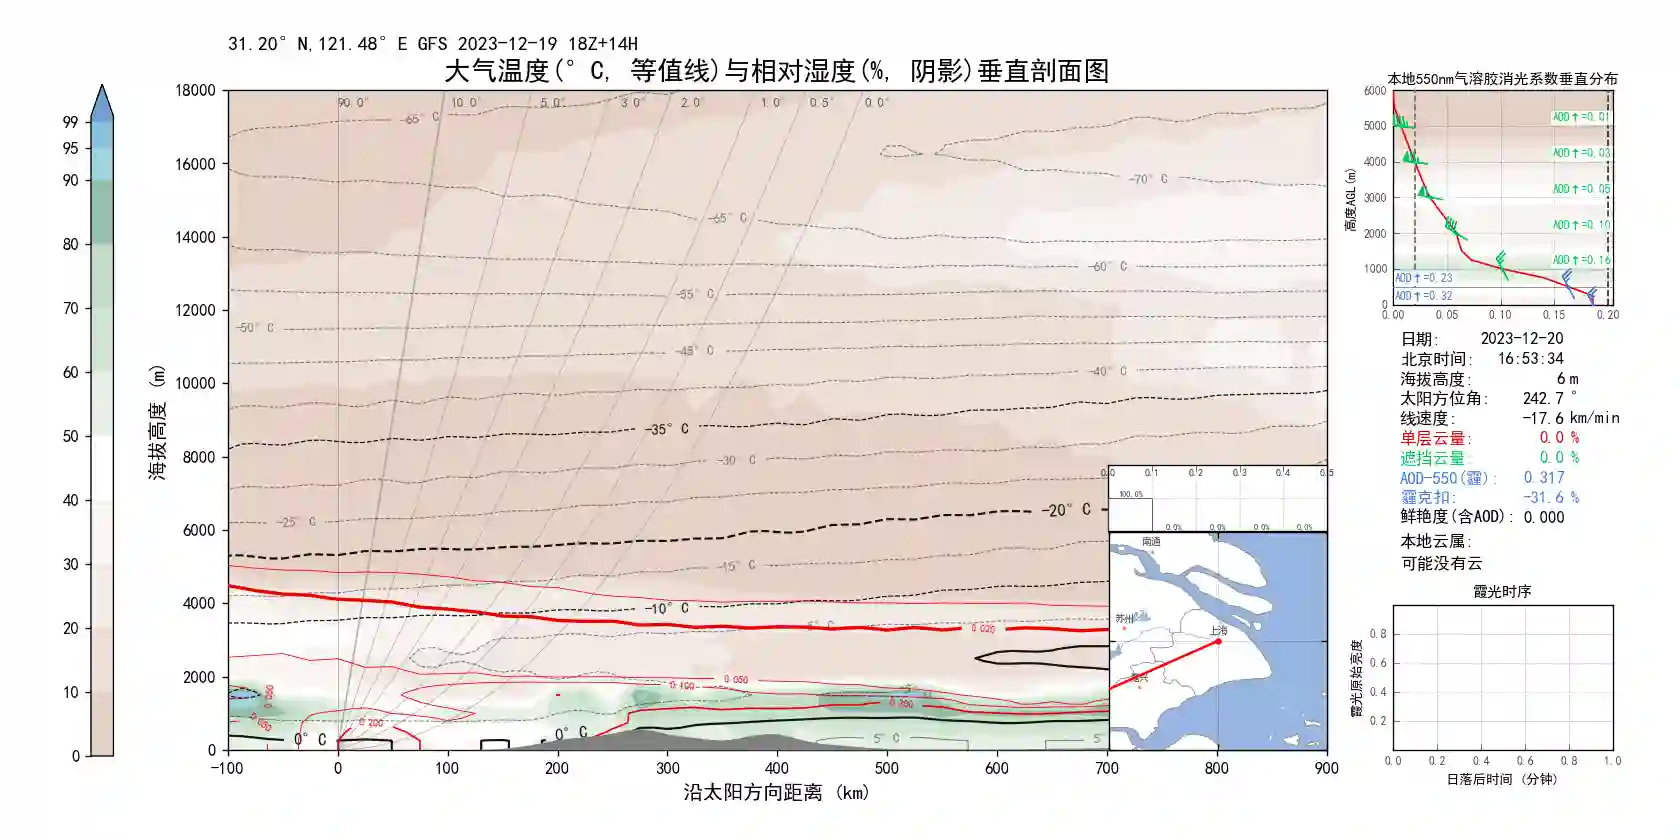 31.20° N,121.48° E GFS 2023-12-19 18Z+14H
大气温度(° C, 等值线)与相对湿度(%, 阴影)垂直剖面图
99
95
90
80
70
60
50
40
30
20
10
0
海拔高度 (m)
18000
16000
14000
12000
10000
8000
6000
4000
2000
0
90.0° 10.0° 5.0° 3.0° 2.0° 1.0° 0.5° 0.0°
-65° C
-70° C
-65° C
-60° C
-55° C
-50° C
-45° C
-40° C
-35° C
-30° C
-25° C
-20° C
-15° C
-10° C
0.020
0.050
0.100
0.050
0.050
0.200
0.200
0° C
0° C
5° C
5
-100 0 100 200 300 400 500 600 700 800 900
沿太阳方向距离 (km)
0.0 0.1 0.2 0.3 0.4 0.5
100.0%
0.0% 0.0% 0.0% 0.0%
南通
苏州
上海
本地550nm气溶胶消光系数垂直分布
高度AGL(m)
6000
5000
4000
3000
2000
1000
0
AOD↑=0.01
AOD↑=0.03
AOD↑=0.05
AOD↑=0.10
AOD↑=0.16
AOD↑=0.23
AOD↑=0.32
0.00 0.05 0.10 0.15 0.20
日期: 2023-12-20
北京时间: 16:53:34
海拔高度: 6 m
太阳方位角: 242.7 °
线速度: -17.6 km/min
单层云量: 0.0 %
遮挡云量: 0.0 %
AOD-550(霾): 0.317
霾克扣: -31.6 %
鲜艳度(含AOD): 0.000
本地云属:
可能没有云
霞光时序
霞光原始亮度
0.8
0.6
0.4
0.2
0.0 0.2 0.4 0.6 0.8 1.0
日落后时间 (分钟)